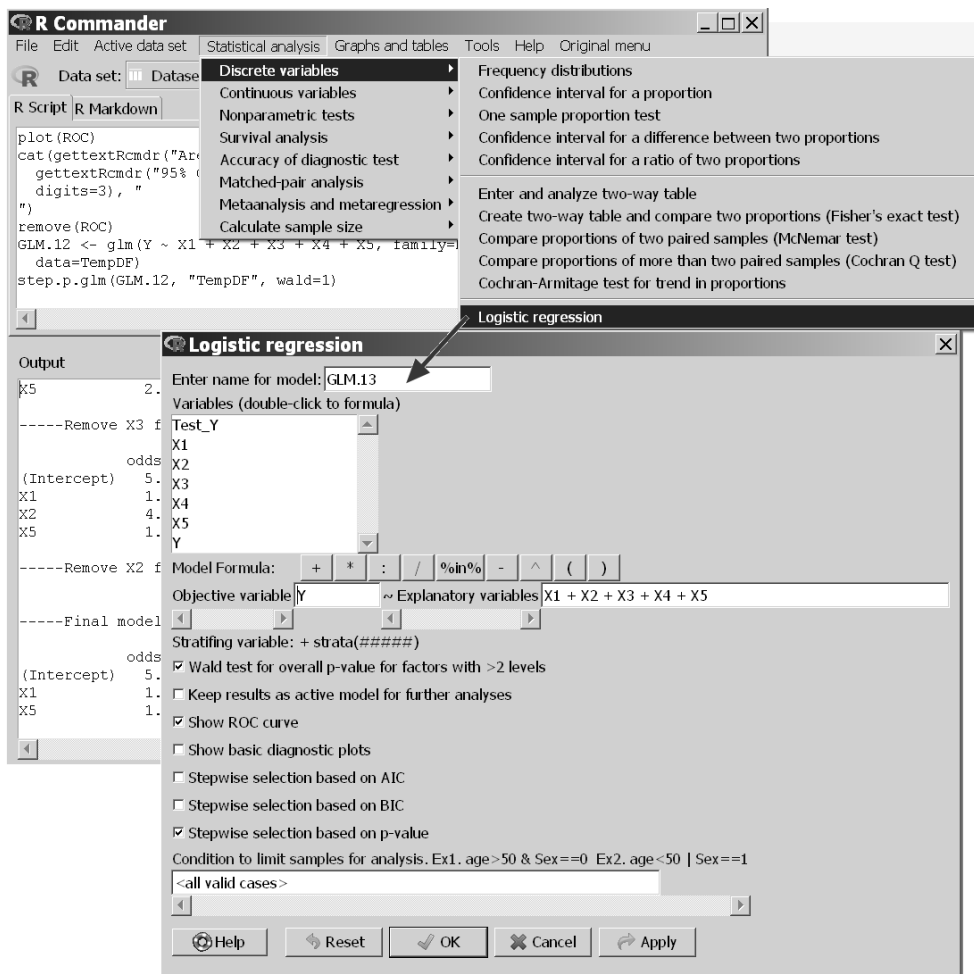 R Commander
File Edit Active data set Statistical analysis Graphs and tables Tools Help Original menu
Data set: Datase
R Script R Markdown
plot(ROC)
cat(gettextRcmdr("Are
gettextRcmdr("95%
digits=3), "
")
remove(ROC)
GLM.12 <- glm(Y ~ X1 + X2 + X3 + X4 + X5, family=
data=TempDF)
step.p.glm(GLM.12, "TempDF", wald=1)
Discrete variables
Continuous variables
Nonparametric tests
Survival analysis
Accuracy of diagnostic test
Matched-pair analysis
Metaanalysis and metaregression
Calculate sample size
Frequency distributions
Confidence interval for a proportion
One sample proportion test
Confidence interval for a difference between two proportions
Confidence interval for a ratio of two proportions
Enter and analyze two-way table
Create two-way table and compare two proportions (Fisher's exact test)
Compare proportions of two paired samples (McNemar test)
Compare proportions of more than two paired samples (Cochran Q test)
Cochran-Armitage test for trend in proportions
Logistic regression
Output
X5 2.
-----Remove X3 f
odds
(Intercept) 5.
X1 1.
X2 4.
X5 1.
-----Remove X2 f
-----Final model
odds
(Intercept) 5.
X1 1.
X5 1.
Logistic regression
Enter name for model: GLM.13
Variables (double-click to formula)
Test_Y
X1
X2
X3
X4
X5
Y
Model Formula: + * : / %in% - ^ ( )
Objective variable Y ~ Explanatory variables X1 + X2 + X3 + X4 + X5
Stratifing variable: + strata(#####)
Wald test for overall p-value for factors with >2 levels
Keep results as active model for further analyses
Show ROC curve
Show basic diagnostic plots
Stepwise selection based on AIC
Stepwise selection based on BIC
Stepwise selection based on p-value
Condition to limit samples for analysis. Ex1. age>50 & Sex==0 Ex2. age<50 | Sex==1
<all valid cases>
Help Reset OK Cancel Apply